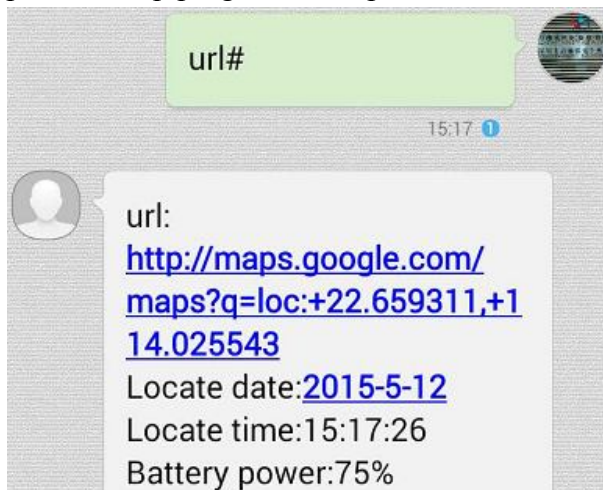 url#
15:17 1
url:
http://maps.google.com/
maps?q=loc:+22.659311,+1
14.025543
Locate date:2015-5-12
Locate time:15:17:26
Battery power:75%